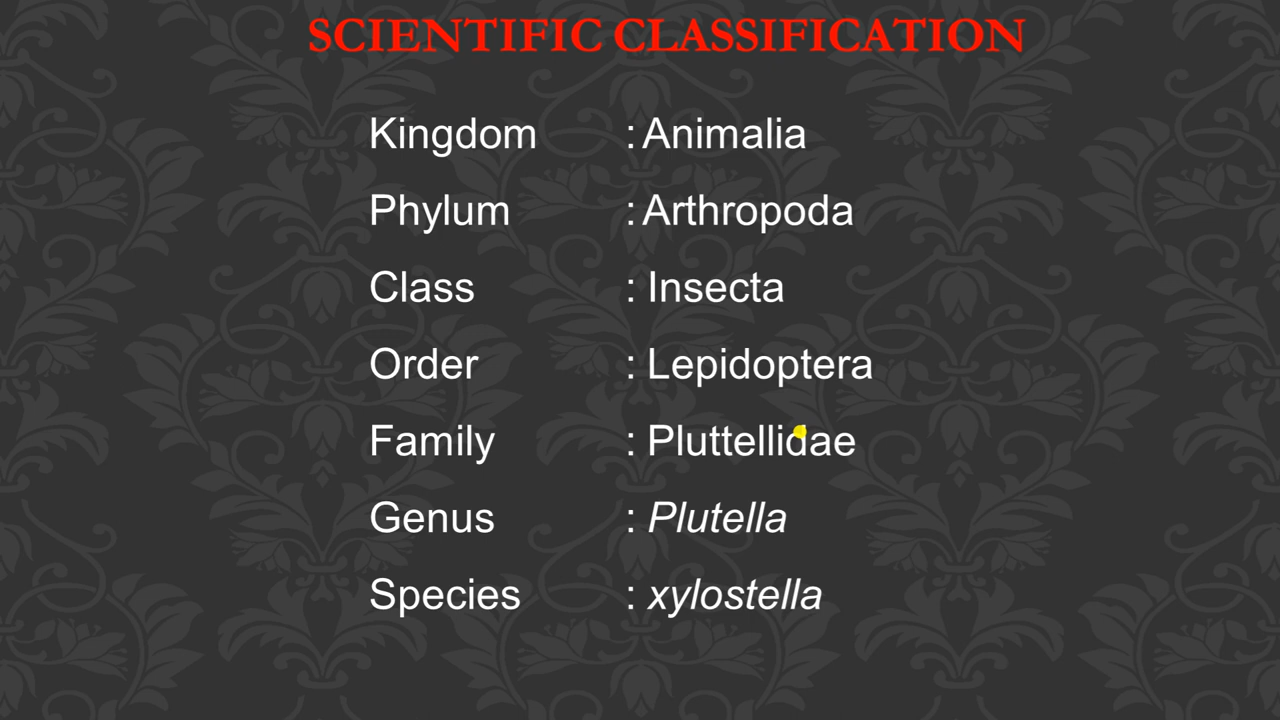 SCIENTIFIC CLASSIFICATION
Kingdom : Animalia
Phylum : Arthropoda
Class : Insecta
Order : Lepidoptera
Family : Pluttellidae
Genus : Plutella
Species : xylostella